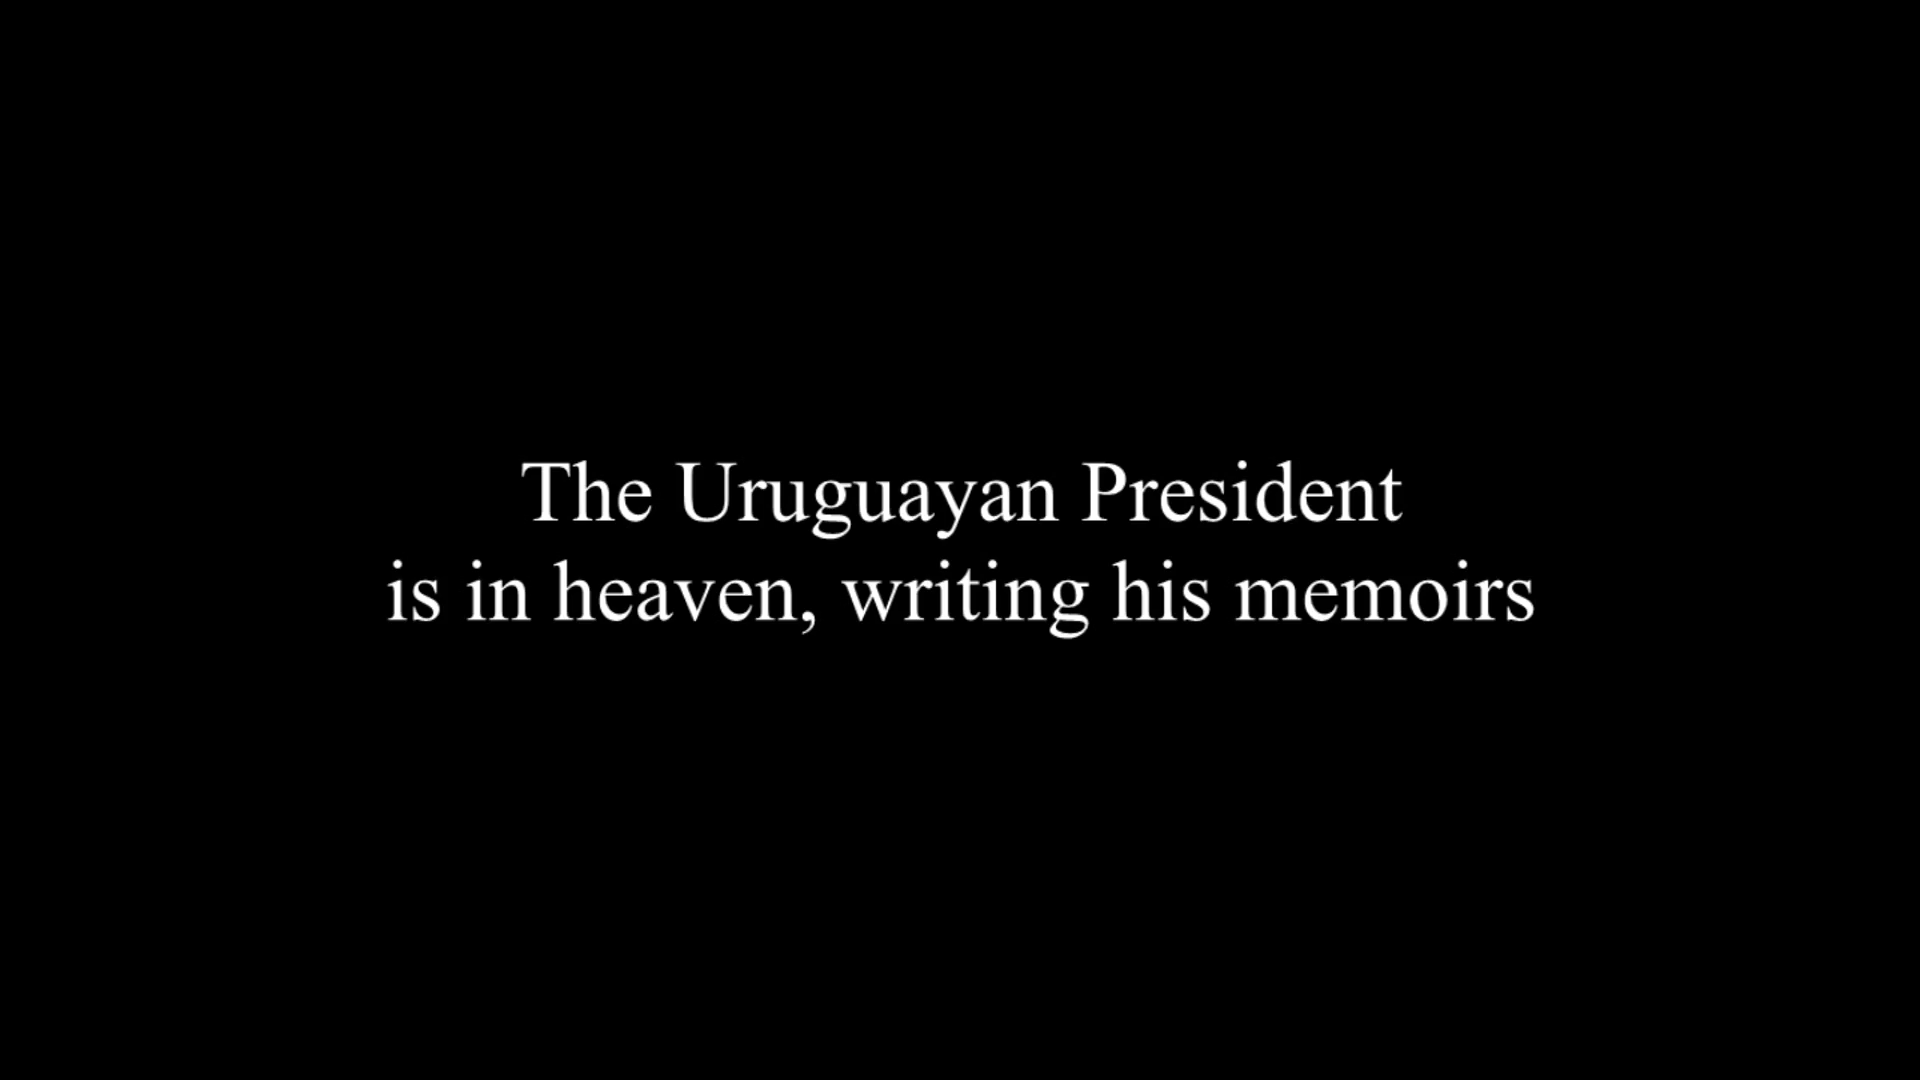 The Uruguayan President
is in heaven, writing his memoirs